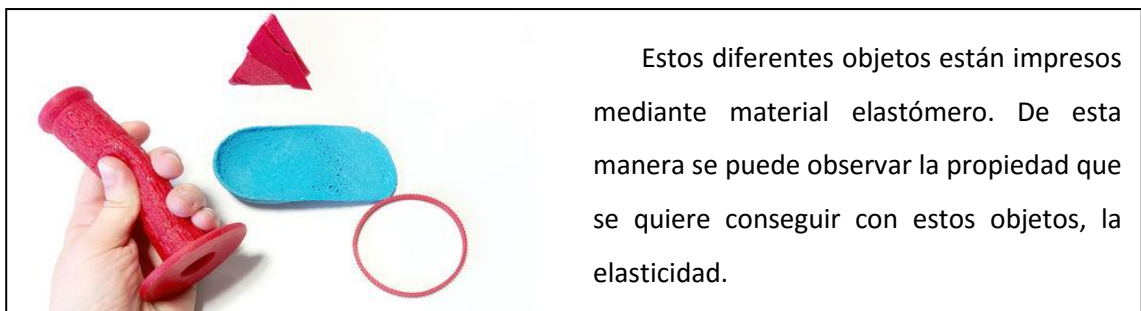 Estos diferentes objetos están impresos
mediante material elastómero. De esta
manera se puede observar la propiedad que
se quiere conseguir con estos objetos, la
elasticidad.